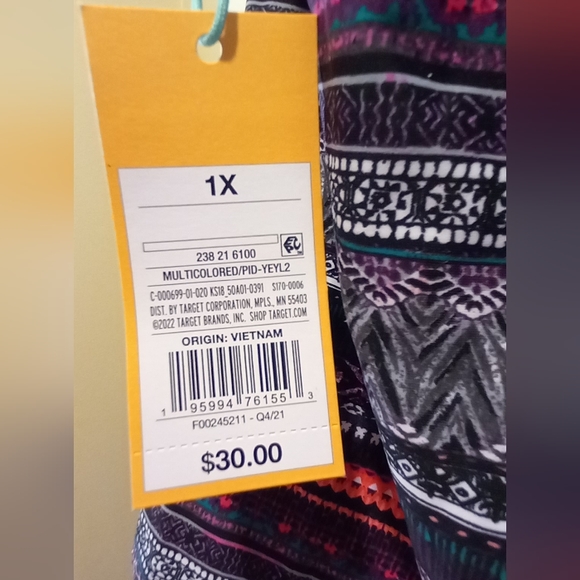 1X
238 21 6100
MULTICOLORED/PID-YEYL2
C-000699-01-020 KS18 50A01-0391 S170-0006
DIST. BY TARGET CORPORATION, MPLS., MN 55403
©2022 TARGET BRANDS, INC. SHOP TARGET.COM
ORIGIN: VIETNAM
1 95994 76155 3
F00245211 - Q4/21
$30.00